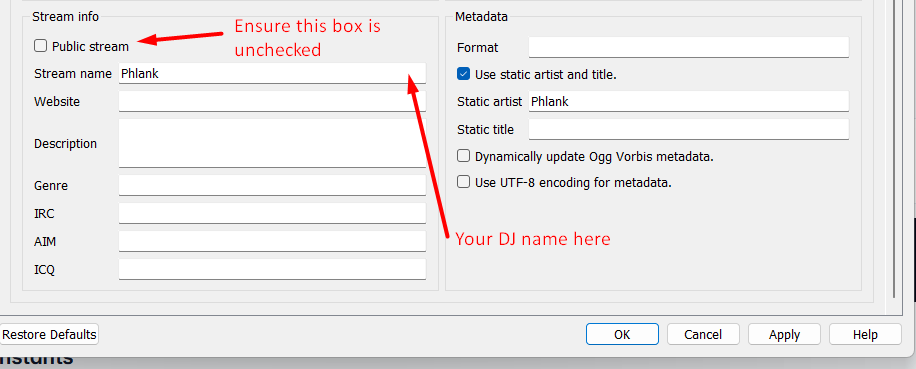 Stream info
Public stream
Ensure this box is
unchecked
Stream name Phlank
Website
Description
Genre
IRC
AIM
ICQ
Metadata
Format
Use static artist and title.
Static artist Phlank
Static title
Dynamically update Ogg Vorbis metadata.
Use UTF-8 encoding for metadata.
Your DJ name here
Restore Defaults
OK Cancel Apply Help